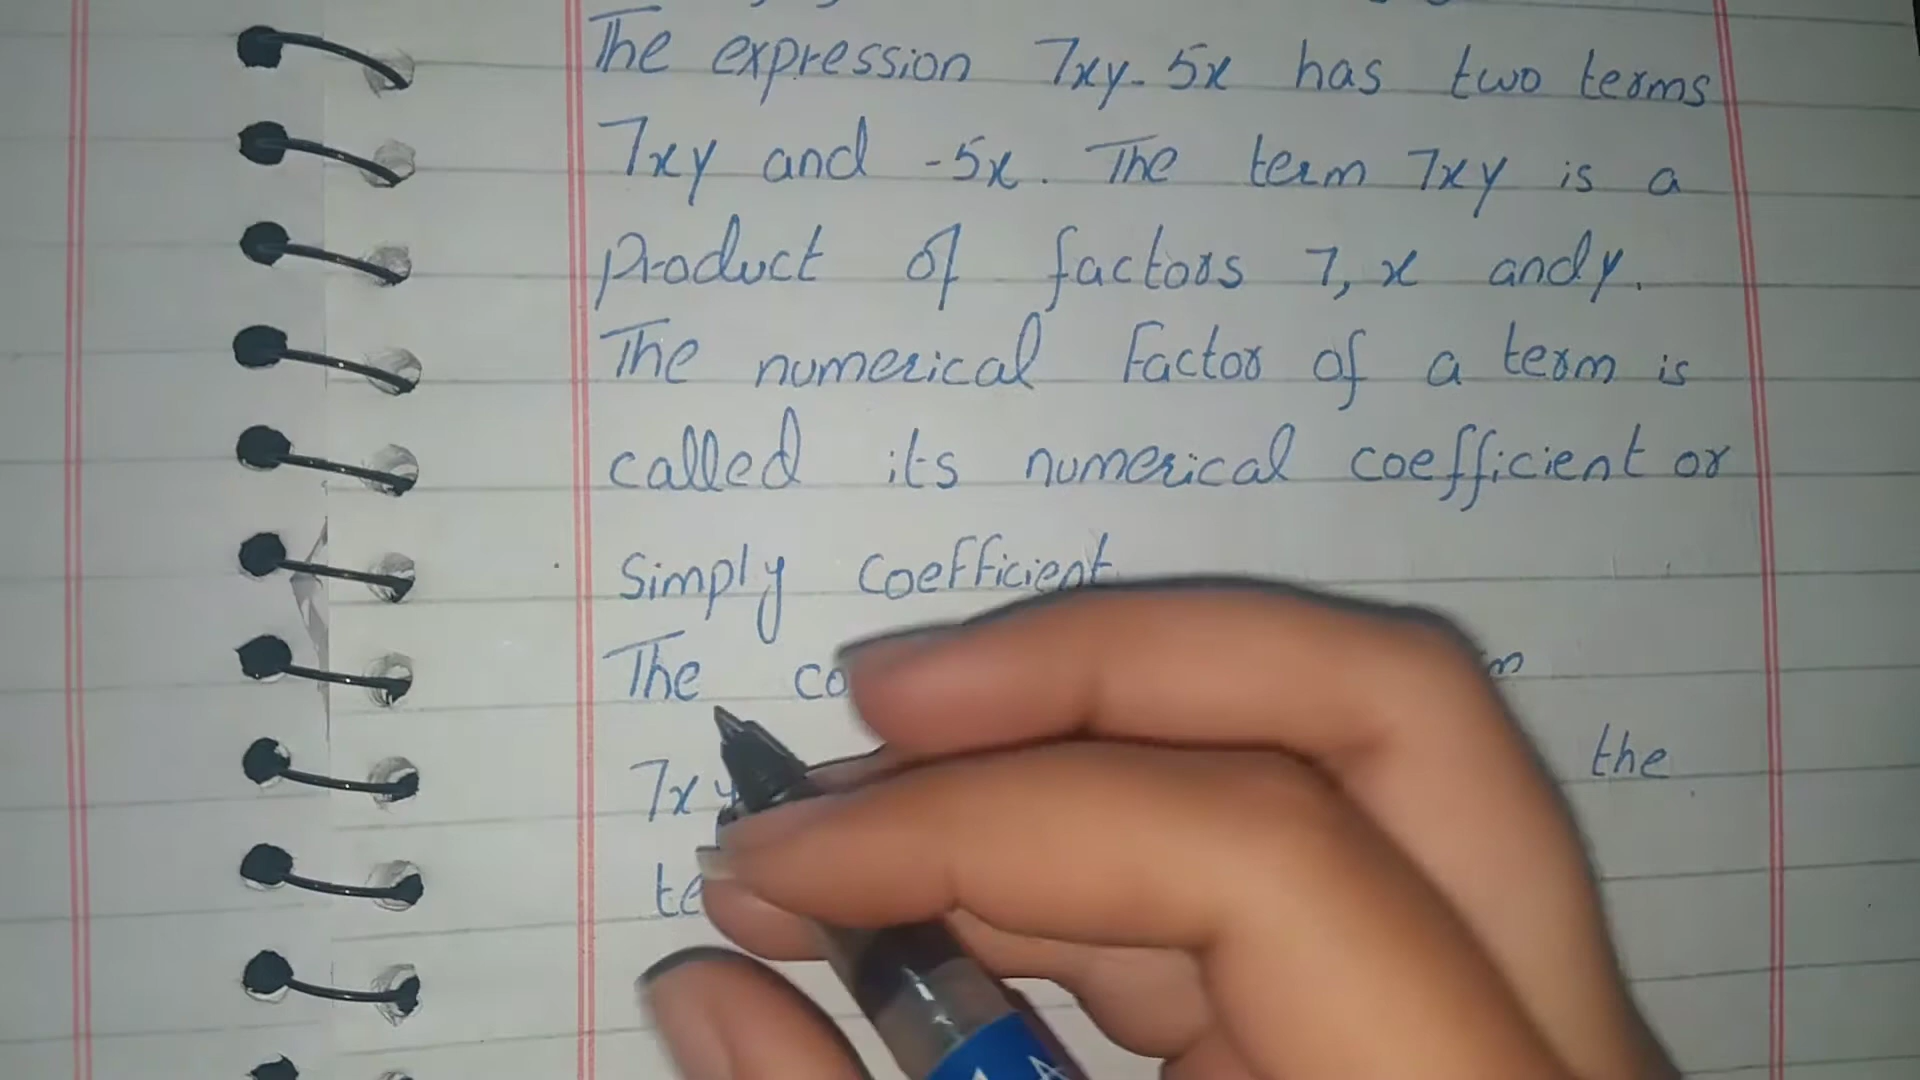 The expression 7xy-5x has two terms
7xy and -5x. The term 7xy is a
product of factors 7, x and y.
The numerical Factor of a term is
called its numerical coefficient or
Simply Coefficient
The
7xy the